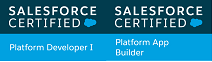 SALESFORCE
CERTIFIED
Platform Developer I
SALESFORCE
CERTIFIED
Platform App
Builder